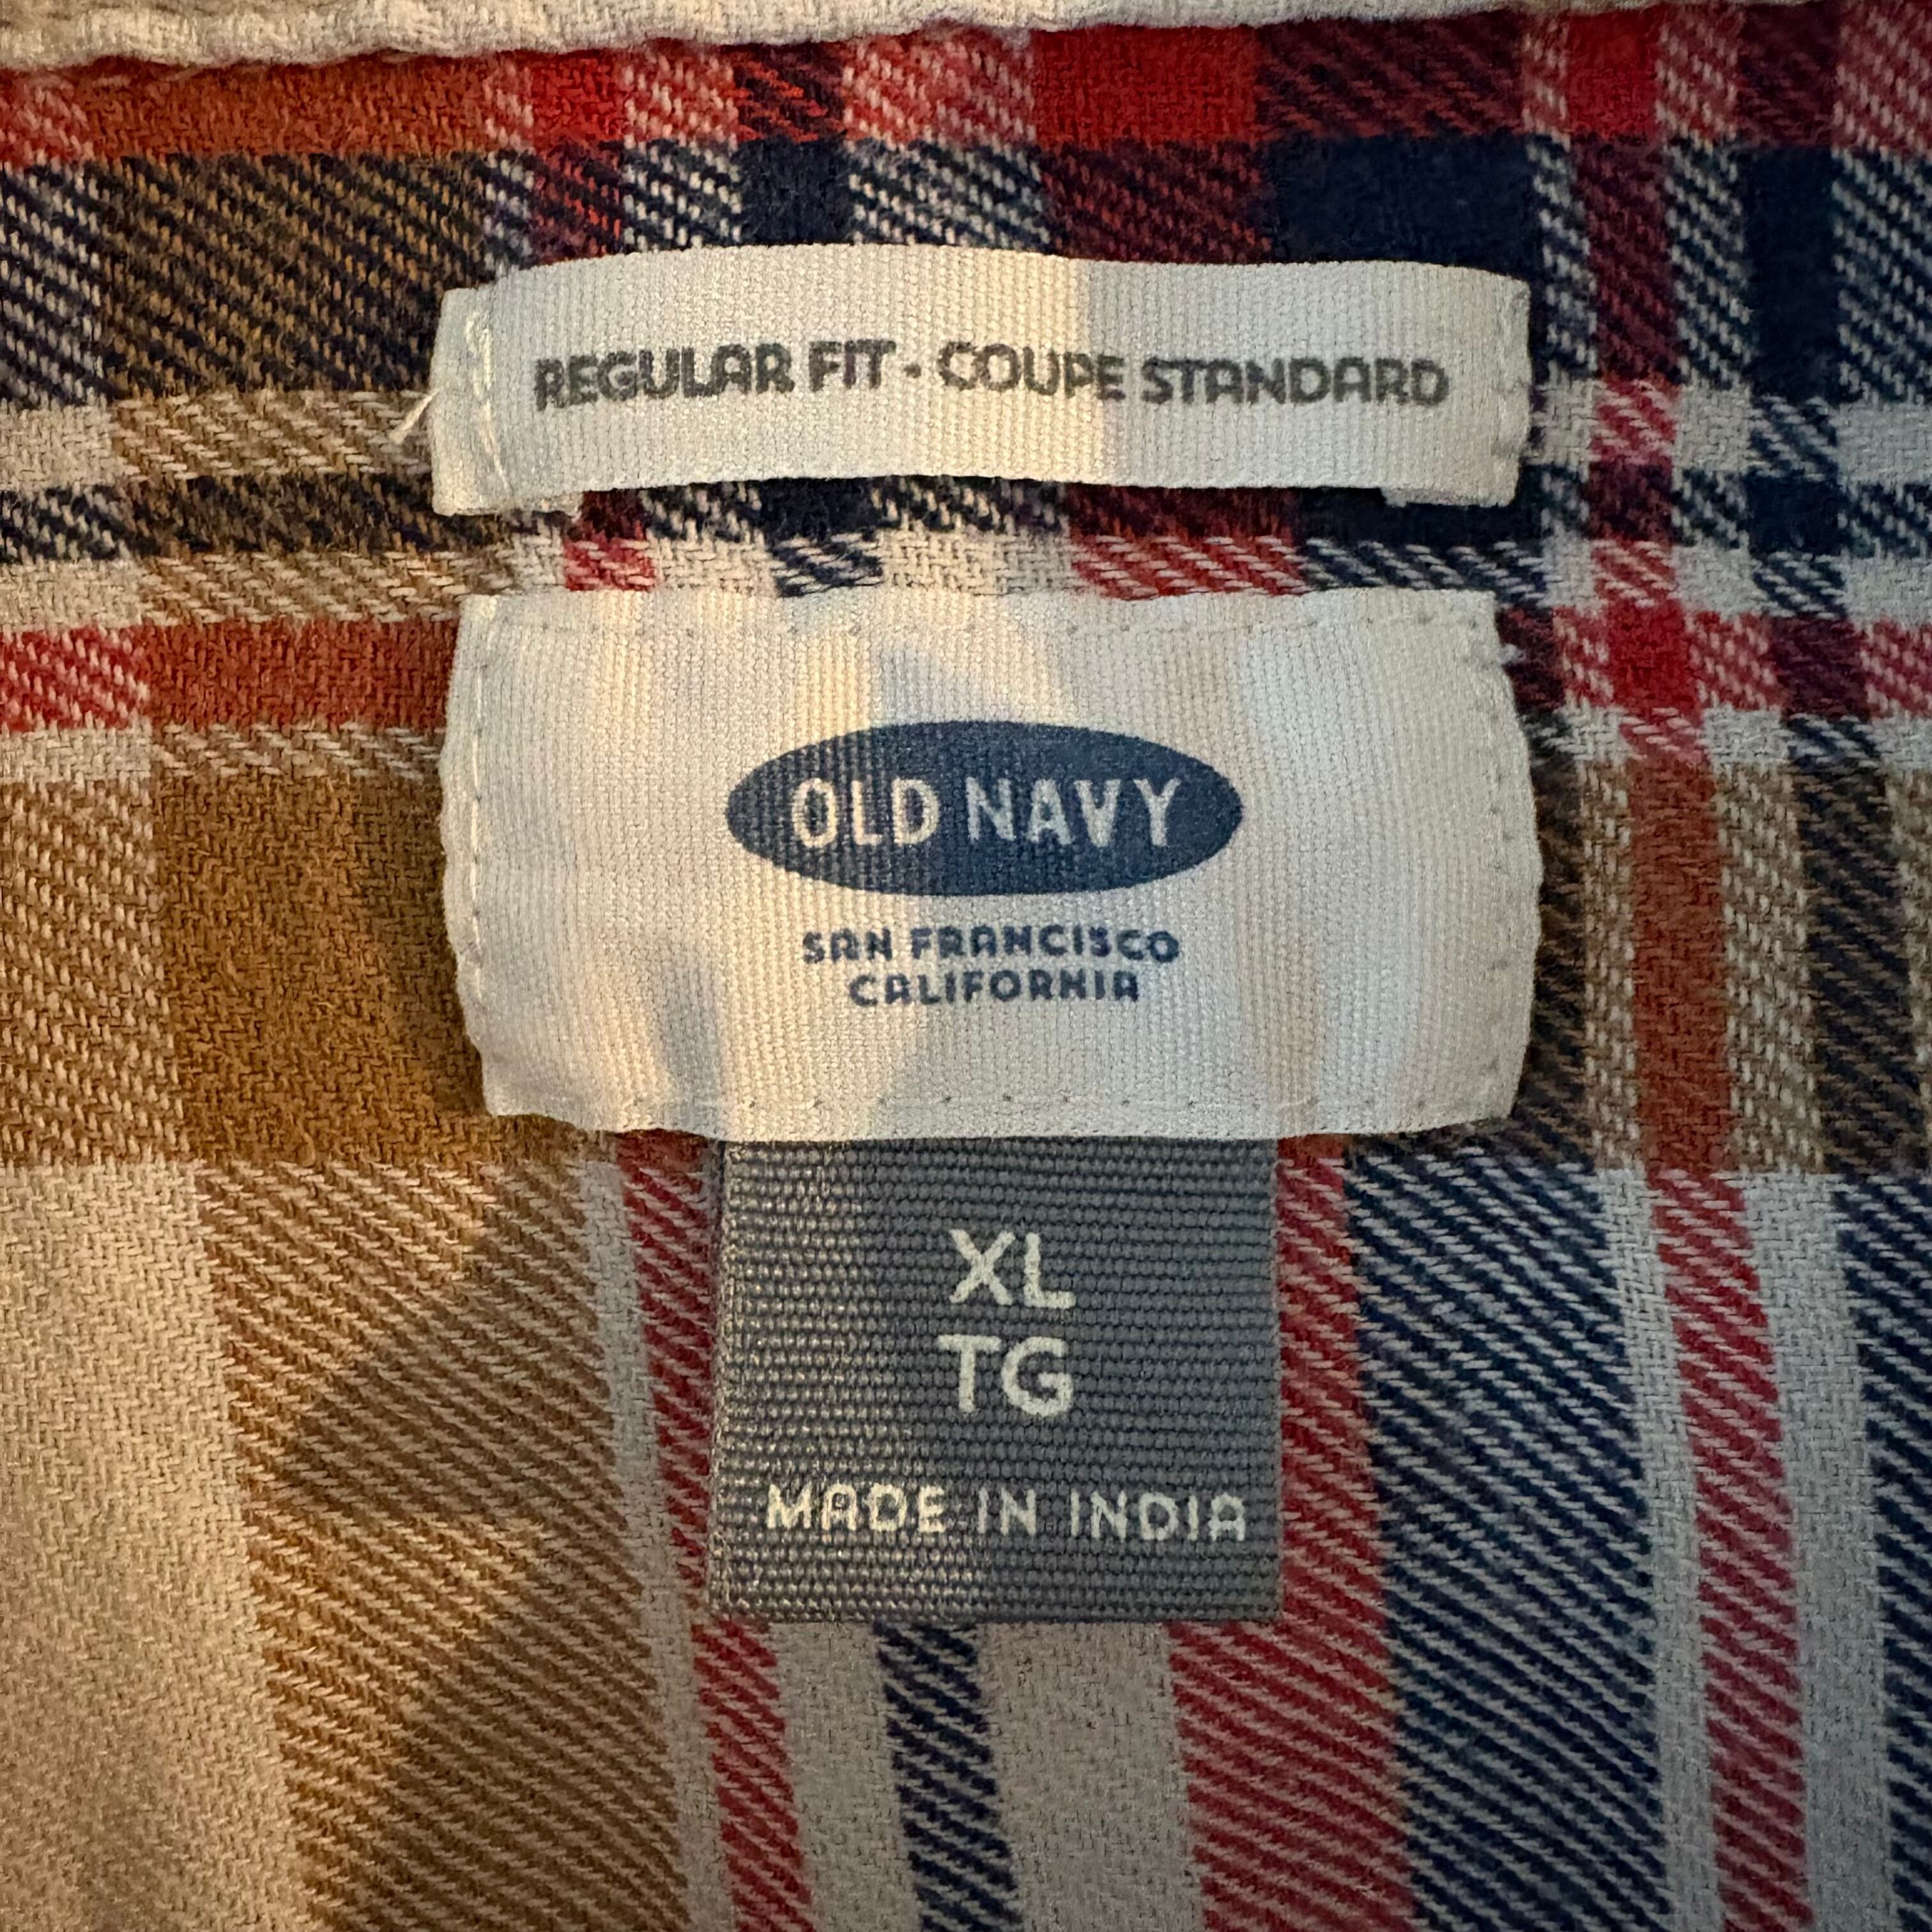 REGULAR FIT - COUPE STANDARD
OLD NAVY
SAN FRANCISCO
CALIFORNIA
XL
TG
MADE IN INDIA